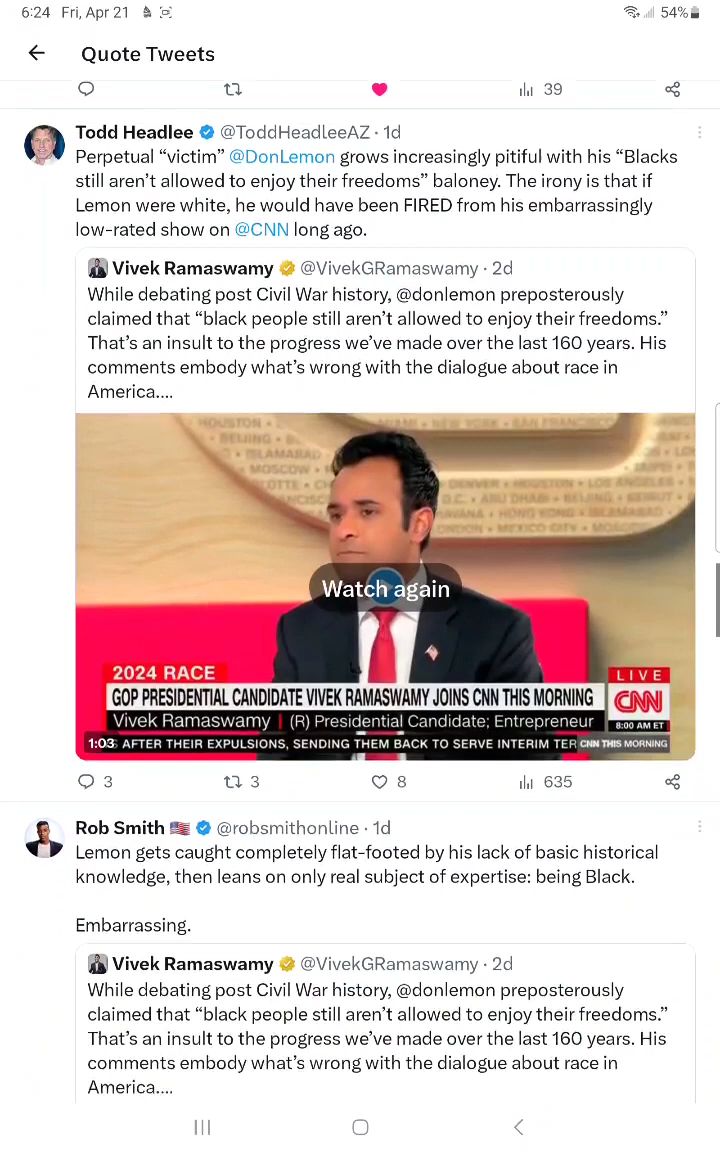 6:24 Fri, Apr 21
54%
Quote Tweets
39
Todd Headlee @ToddHeadleeAZ · 1d
Perpetual “victim” @DonLemon grows increasingly pitiful with his “Blacks
still aren’t allowed to enjoy their freedoms” baloney. The irony is that if
Lemon were white, he would have been FIRED from his embarrassingly
low-rated show on @CNN long ago.
Vivek Ramaswamy @VivekGRamaswamy · 2d
While debating post Civil War history, @donlemon preposterously
claimed that “black people still aren’t allowed to enjoy their freedoms.”
That’s an insult to the progress we’ve made over the last 160 years. His
comments embody what’s wrong with the dialogue about race in
America....
HOUSTON •
MIAMI • NEW YORK • SAN FRANCISCO
• BEIJING •
• ISLAMABAD
MOSCOW •
DENVER • HOUSTON • LOS ANGELES •
D.C. • ABU DHABI • BEIJING • BEIRUT •
HAVANA • HONG KONG • ISLAMABAD
LONDON • MEXICO CITY • MOSCOW
Watch again
2024 RACE
LIVE
GOP PRESIDENTIAL CANDIDATE VIVEK RAMASWAMY JOINS CNN THIS MORNING
CNN
Vivek Ramaswamy | (R) Presidential Candidate; Entrepreneur
8:00 AM ET
1:03 AFTER THEIR EXPULSIONS, SENDING THEM BACK TO SERVE INTERIM TER CNN THIS MORNING
3 3 8 635
Rob Smith @robsmithonline · 1d
Lemon gets caught completely flat-footed by his lack of basic historical
knowledge, then leans on only real subject of expertise: being Black.
Embarrassing.
Vivek Ramaswamy @VivekGRamaswamy · 2d
While debating post Civil War history, @donlemon preposterously
claimed that “black people still aren’t allowed to enjoy their freedoms.”
That’s an insult to the progress we’ve made over the last 160 years. His
comments embody what’s wrong with the dialogue about race in
America....